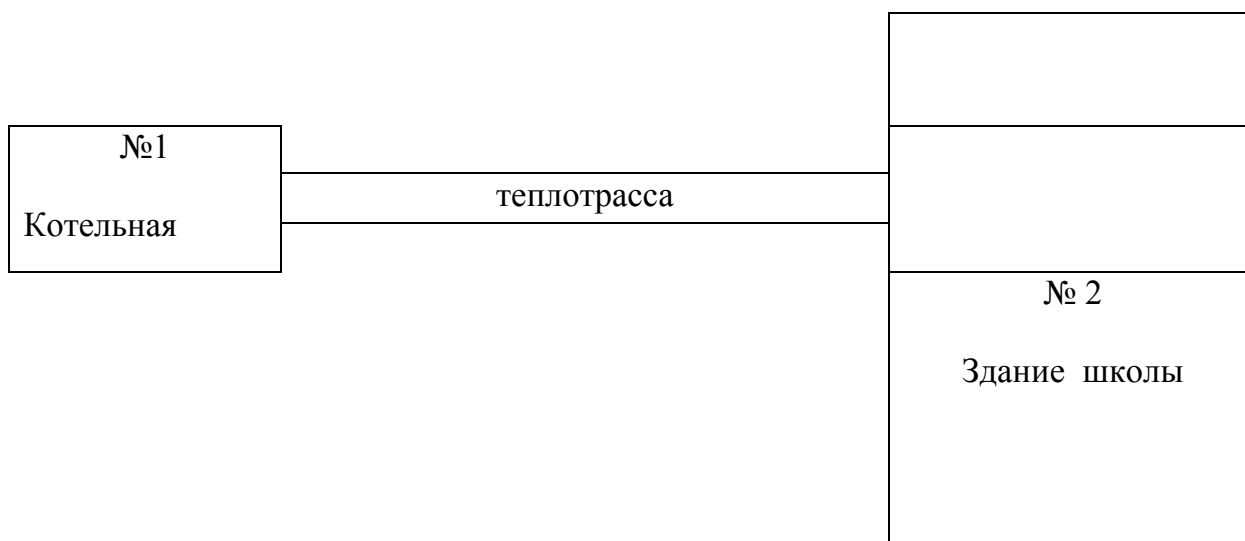 №1
Котельная
теплотрасса
№ 2
Здание школы